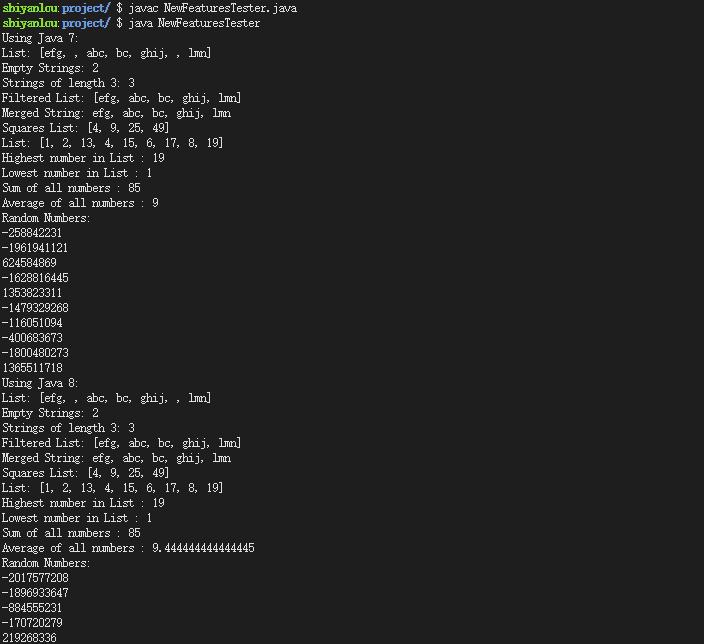 shiyanlou:project/ $ javac NewFeaturesTester.java
shiyanlou:project/ $ java NewFeaturesTester
Using Java 7:
List: [efg, , abc, bc, ghij, , lmn]
Empty Strings: 2
Strings of length 3: 3
Filtered List: [efg, abc, bc, ghij, lmn]
Merged String: efg, abc, bc, ghij, lmn
Squares List: [4, 9, 25, 49]
List: [1, 2, 13, 4, 15, 6, 17, 8, 19]
Highest number in List : 19
Lowest number in List : 1
Sum of all numbers : 85
Average of all numbers : 9
Random Numbers:
-258842231
-1961941121
624584869
-1628816445
1353823311
-1479329268
-116051094
-400683673
-1800480273
1365511718
Using Java 8:
List: [efg, , abc, bc, ghij, , lmn]
Empty Strings: 2
Strings of length 3: 3
Filtered List: [efg, abc, bc, ghij, lmn]
Merged String: efg, abc, bc, ghij, lmn
Squares List: [4, 9, 25, 49]
List: [1, 2, 13, 4, 15, 6, 17, 8, 19]
Highest number in List : 19
Lowest number in List : 1
Sum of all numbers : 85
Average of all numbers : 9.444444444444445
Random Numbers:
-2017577208
-1896933647
-884555231
-170720279
219268336